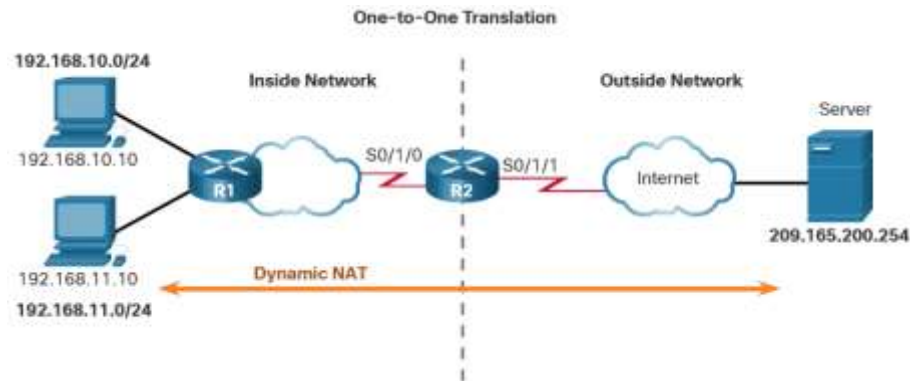 One-to-One Translation
192.168.10.0/24
Inside Network
Outside Network
Server
192.168.10.10
S0/1/0
S0/1/1
R1
R2
Internet
209.165.200.254
192.168.11.10
Dynamic NAT
192.168.11.0/24